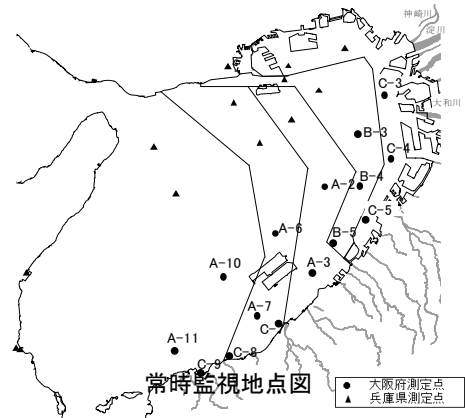 神崎川
淀川
C-3
大和川
B-3
C-4
A-2
B-4
C-5
A-6
B-5
A-10
A-3
A-7
C-
A-11
C-8
C-9
常時監視地点図
● 大阪府測定点
▲ 兵庫県測定点